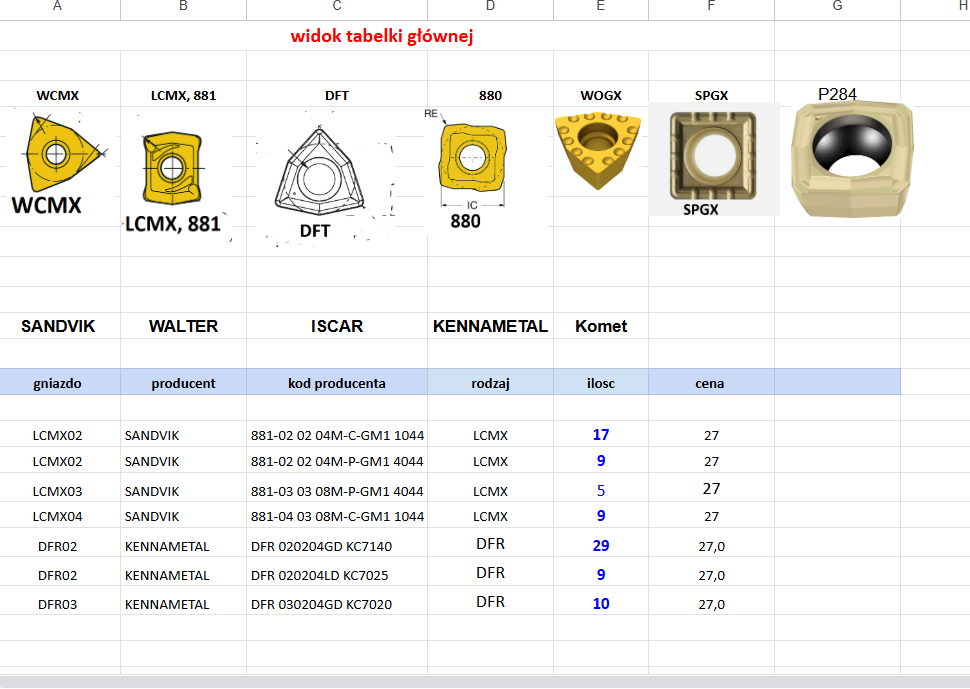 A B C D E F G H
widok tabelki głównej
WCMX LCMX, 881 DFT 880 WOGX SPGX P284
RE
WCMX
LCMX, 881
DFT
IC
880
SPGX
SANDVIK WALTER ISCAR KENNAMETAL Komet
gniazdo producent kod producenta rodzaj ilosc cena
LCMX02 SANDVIK 881-02 02 04M-C-GM1 1044 LCMX 17 27
LCMX02 SANDVIK 881-02 02 04M-P-GM1 4044 LCMX 9 27
LCMX03 SANDVIK 881-03 03 08M-P-GM1 4044 LCMX 5 27
LCMX04 SANDVIK 881-04 03 08M-C-GM1 1044 LCMX 9 27
DFR02 KENNAMETAL DFR 020204GD KC7140 DFR 29 27,0
DFR02 KENNAMETAL DFR 020204LD KC7025 DFR 9 27,0
DFR03 KENNAMETAL DFR 030204GD KC7020 DFR 10 27,0